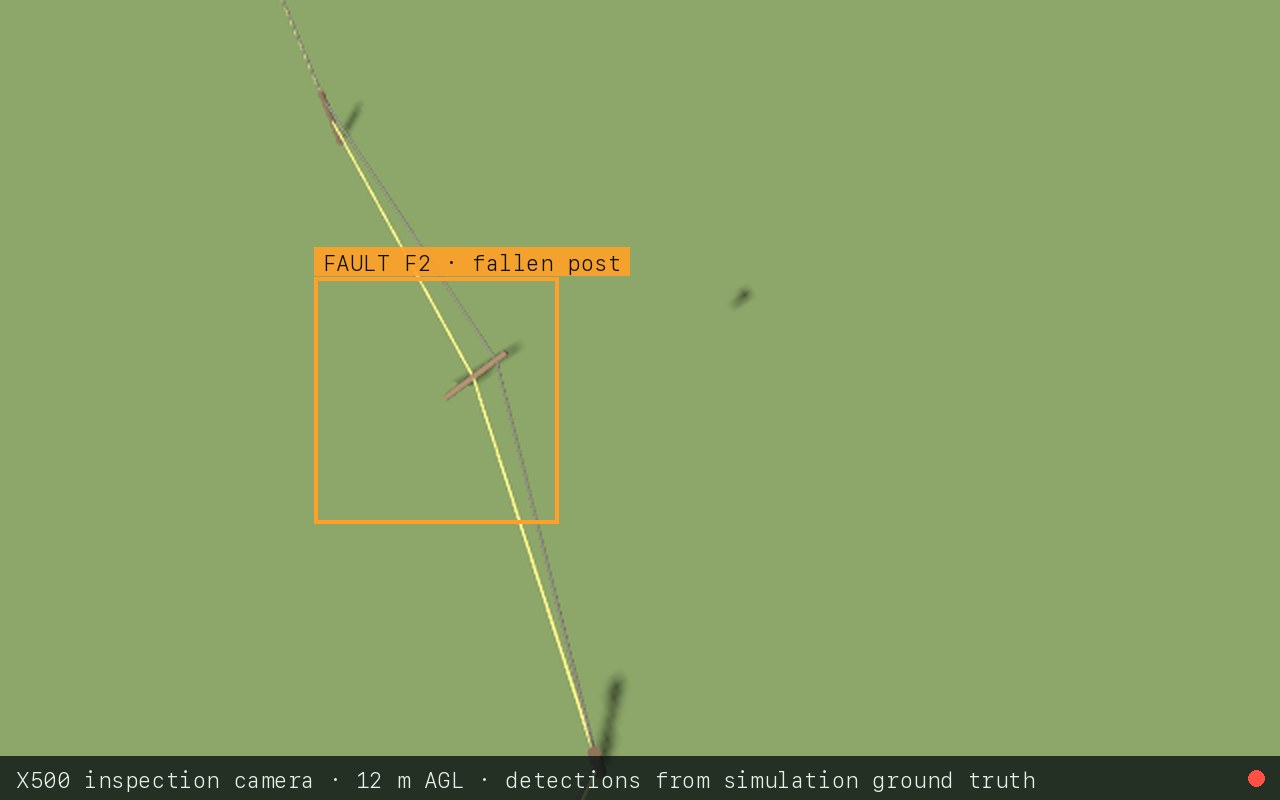 FAULT F2 · fallen post
X500 inspection camera · 12 m AGL · detections from simulation ground truth